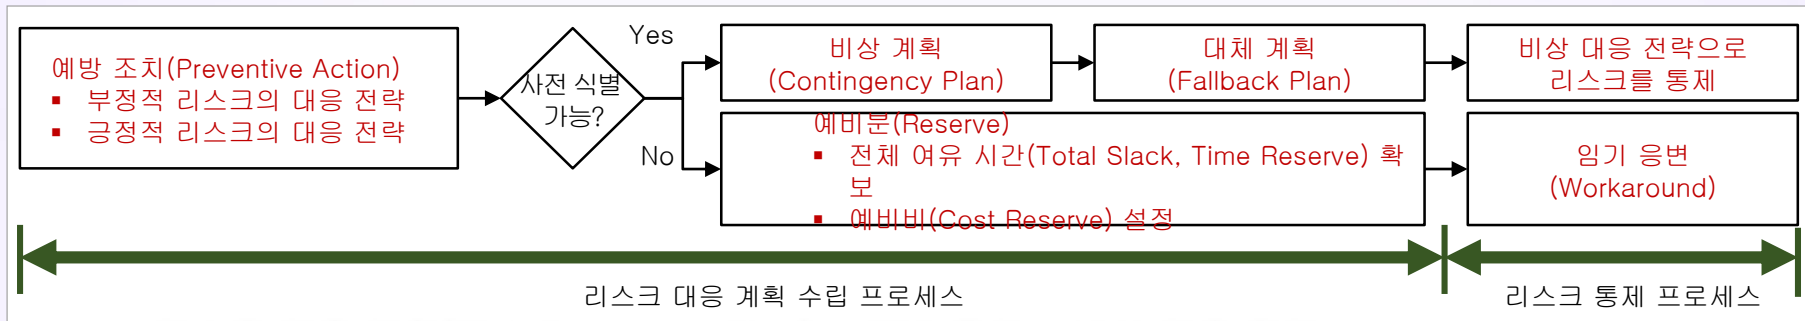 예방 조치(Preventive Action)
▪ 부정적 리스크의 대응 전략
▪ 긍정적 리스크의 대응 전략
사전 식별
가능?
Yes
No
비상 계획
(Contingency Plan)
대체 계획
(Fallback Plan)
비상 대응 전략으로
리스크를 통제
예비분(Reserve)
▪ 전체 여유 시간(Total Slack, Time Reserve) 확
보
▪ 예비비(Cost Reserve) 설정
임기 응변
(Workaround)
리스크 대응 계획 수립 프로세스
리스크 통제 프로세스